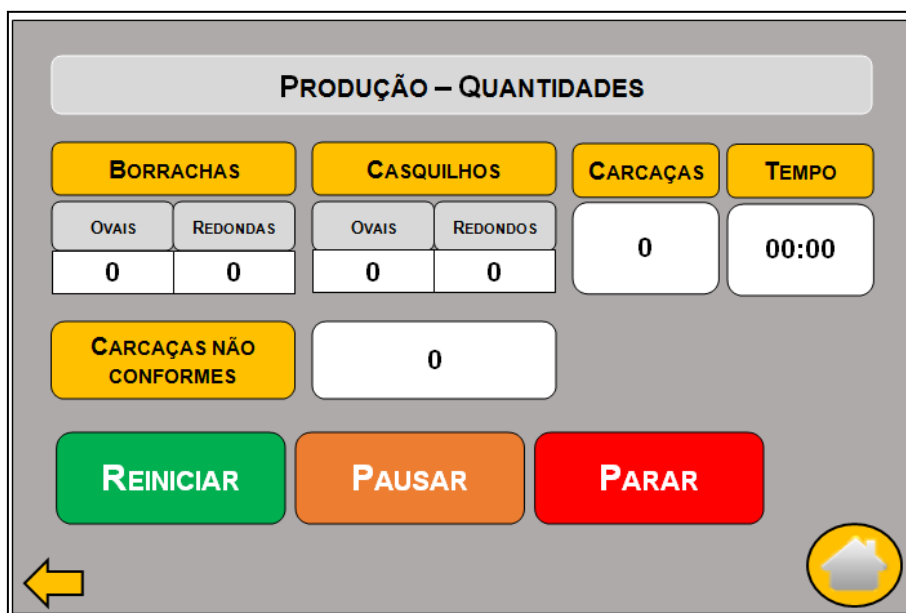 PRODUÇÃO – QUANTIDADES
BORRACHAS CASQUILHOS CARCAÇAS TEMPO
OVAIS REDONDAS OVAIS REDONDOS
0 0 0 0 0 00:00
CARCAÇAS NÃO
CONFORMES
0
REINICIAR PAUSAR PARAR